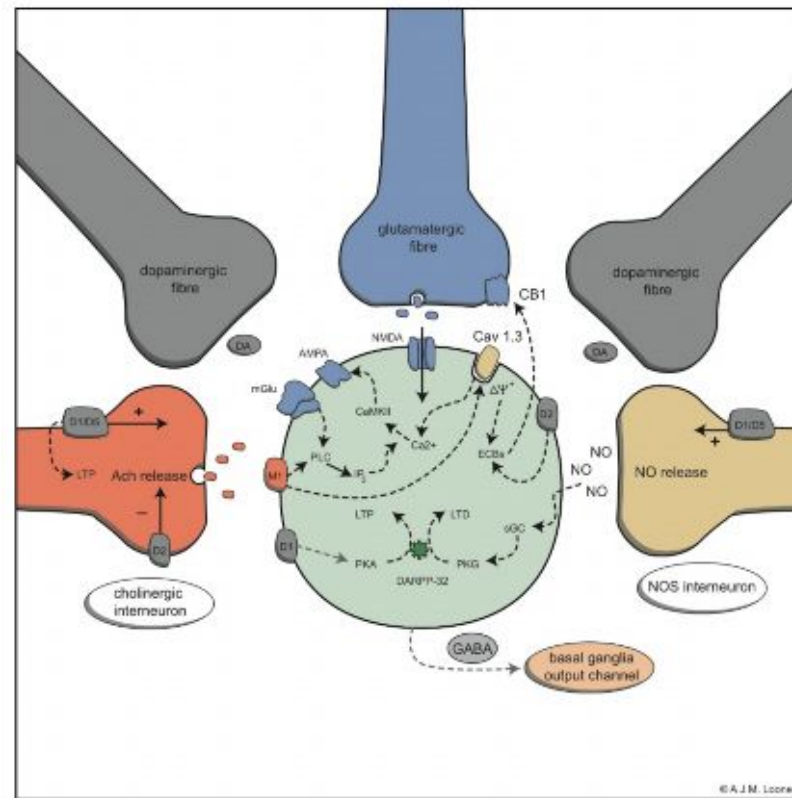 glutamatergic
fibre
dopaminergic
fibre
dopaminergic
fibre
CB1
DA
DA
NMDA
Cav 1.3
AMPA
mGlu
ΔΨ
CaMKII
D2
D1/D5
+
LTP
Ach release
–
D2
PLC
IP3
Ca2+
ECBs
M1
NO
NO
NO
D1/D5
+
NO release
LTP
LTD
sGC
D1
PKA
PKG
DARPP-32
cholinergic
interneuron
NOS interneuron
GABA
basal ganglia
output channel
© A.J.M. Loone